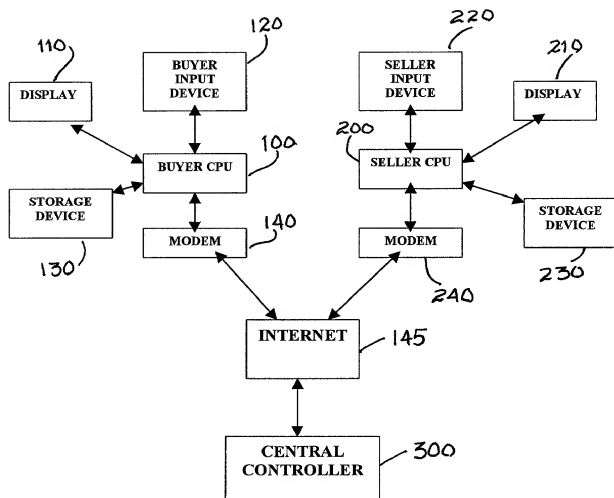 110
120
220
210
BUYER
INPUT
DEVICE
SELLER
INPUT
DEVICE
DISPLAY
DISPLAY
200
100
BUYER CPU
SELLER CPU
STORAGE
DEVICE
STORAGE
DEVICE
130
140
MODEM
MODEM
240
230
INTERNET
145
CENTRAL
CONTROLLER
300